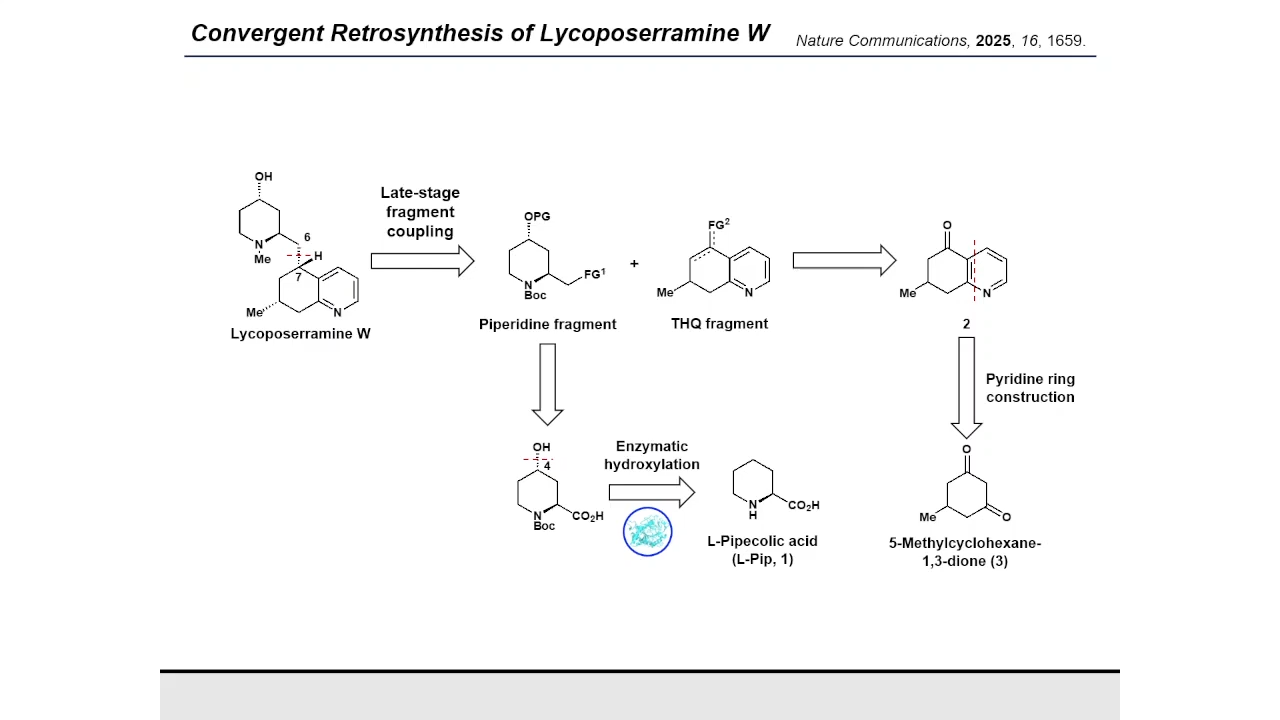 Convergent Retrosynthesis of Lycoposerramine W
Nature Communications, 2025, 16, 1659.
OH
N
Me
6
H
7
Me
N
Lycoposerramine W
Late-stage
fragment
coupling
OPG
N
Boc
FG1
Piperidine fragment
+
FG2
Me
N
THQ fragment
O
Me
N
2
Pyridine ring
construction
OH
4
N
Boc
CO2H
Enzymatic
hydroxylation
N
H
CO2H
L-Pipecolic acid
(L-Pip, 1)
O
Me
O
5-Methylcyclohexane-
1,3-dione (3)